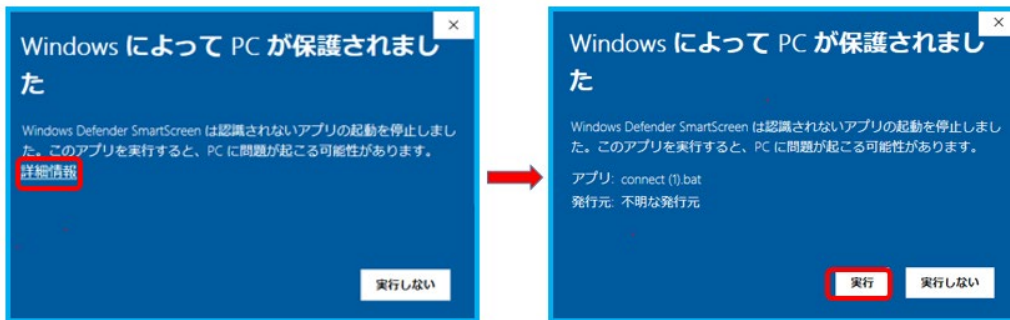 Windows によって PC が保護されまし
た
Windows Defender SmartScreen は認識されないアプリの起動を停止しまし
た。このアプリを実行すると、PC に問題が起こる可能性があります。
詳細情報
実行しない
Windows によって PC が保護されまし
た
Windows Defender SmartScreen は認識されないアプリの起動を停止しまし
た。このアプリを実行すると、PC に問題が起こる可能性があります。
アプリ: connect (1).bat
発行元: 不明な発行元
実行
実行しない